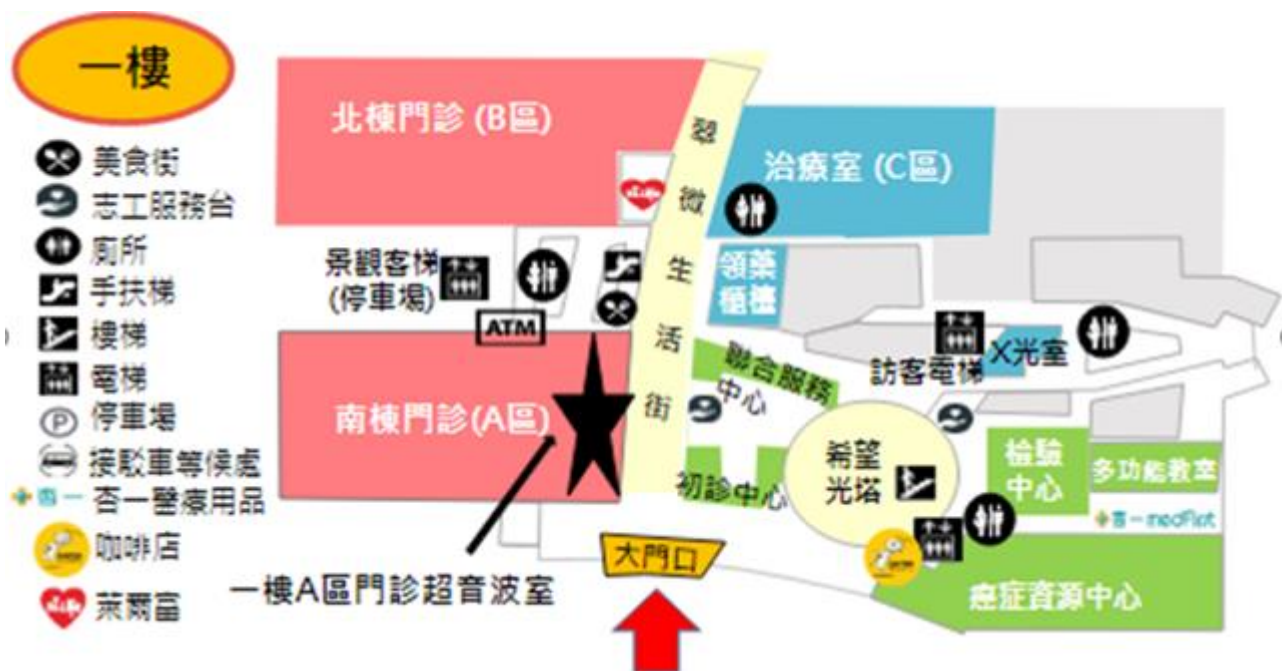 一樓
美食街
志工服務台
廁所
手扶梯
樓梯
電梯
P 停車場
接駁車等候處
杏一 杏一醫療用品
咖啡店
萊爾富
北棟門診 (B區)
翠微生活街
治療室 (C區)
景觀客梯
(停車場)
ATM
領藥
櫃檯
南棟門診(A區)
聯合服務
中心
訪客電梯
X光室
初診中心
希望
光塔
檢驗
中心
多功能教室
杏一 medFirst
大門口
癌症資源中心
一樓A區門診超音波室